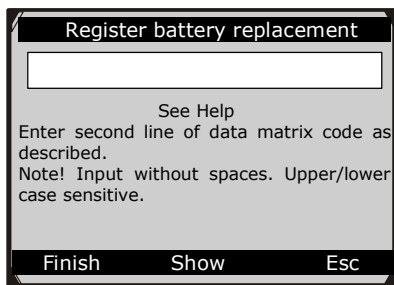 Register battery replacement
See Help
Enter second line of data matrix code as
described.
Note! Input without spaces. Upper/lower
case sensitive.
Finish Show Esc